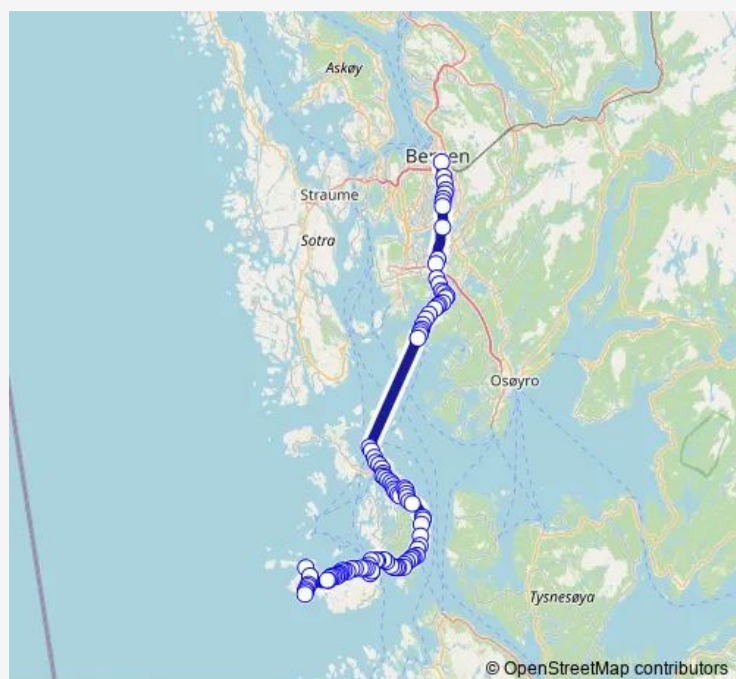 Askøy
Bergen
Straume
Sotra
Osøyro
Tysnesøya
© OpenStreetMap contributors